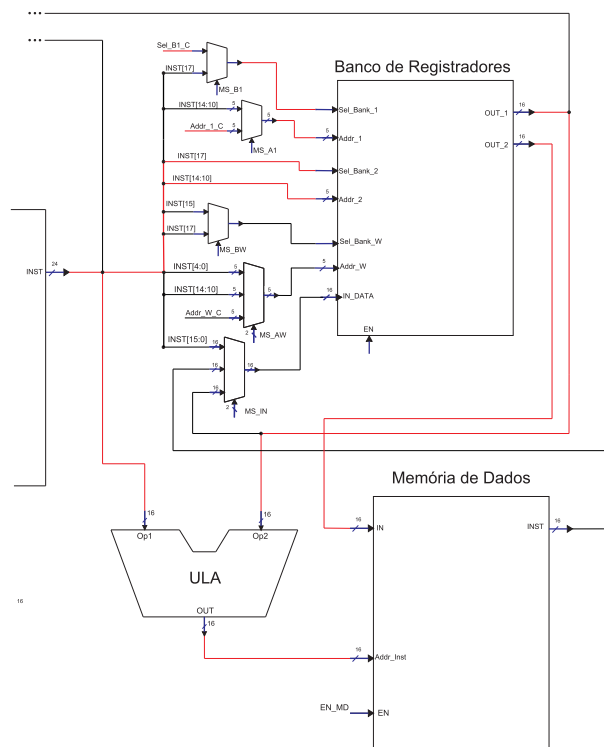 ...
...
Sel_B1_C
INST[17]
MS_B1
Banco de Registradores
INST[14:10]
5
Addr_1_C
5
5
MS_A1
Sel_Bank_1
5
Addr_1
OUT_1
16
OUT_2
16
INST[17]
Sel_Bank_2
INST[14:10]
5
Addr_2
INST[15]
INST[17]
MS_BW
Sel_Bank_W
INST
24
INST[4:0]
5
INST[14:10]
5
5
Addr_W_C
5
2
MS_AW
5
Addr_W
16
IN_DATA
EN
INST[15:0]
16
16
16
16
2
MS_IN
Memória de Dados
16
Op1
16
Op2
ULA
OUT
16
16
IN
INST
16
16
Addr_Inst
EN_MD
EN
16